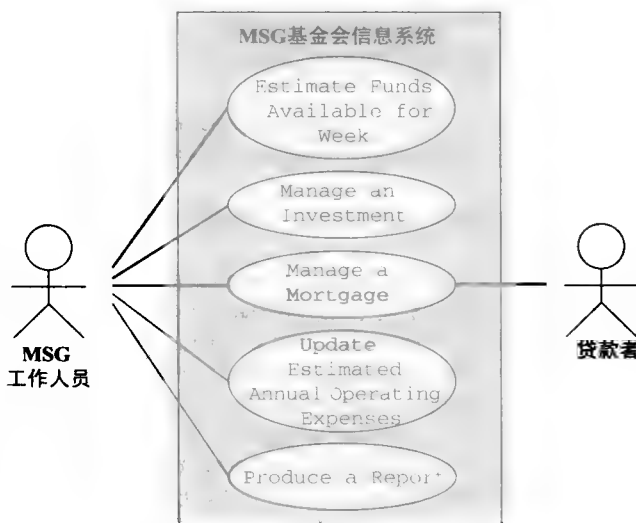 MSG基金会信息系统
Estimate Funds
Available for
Week
Manage an
Investment
Manage a
Mortgage
MSG
工作人员
贷款者
Update
Estimated
Annual Operating
Expenses
Produce a Report